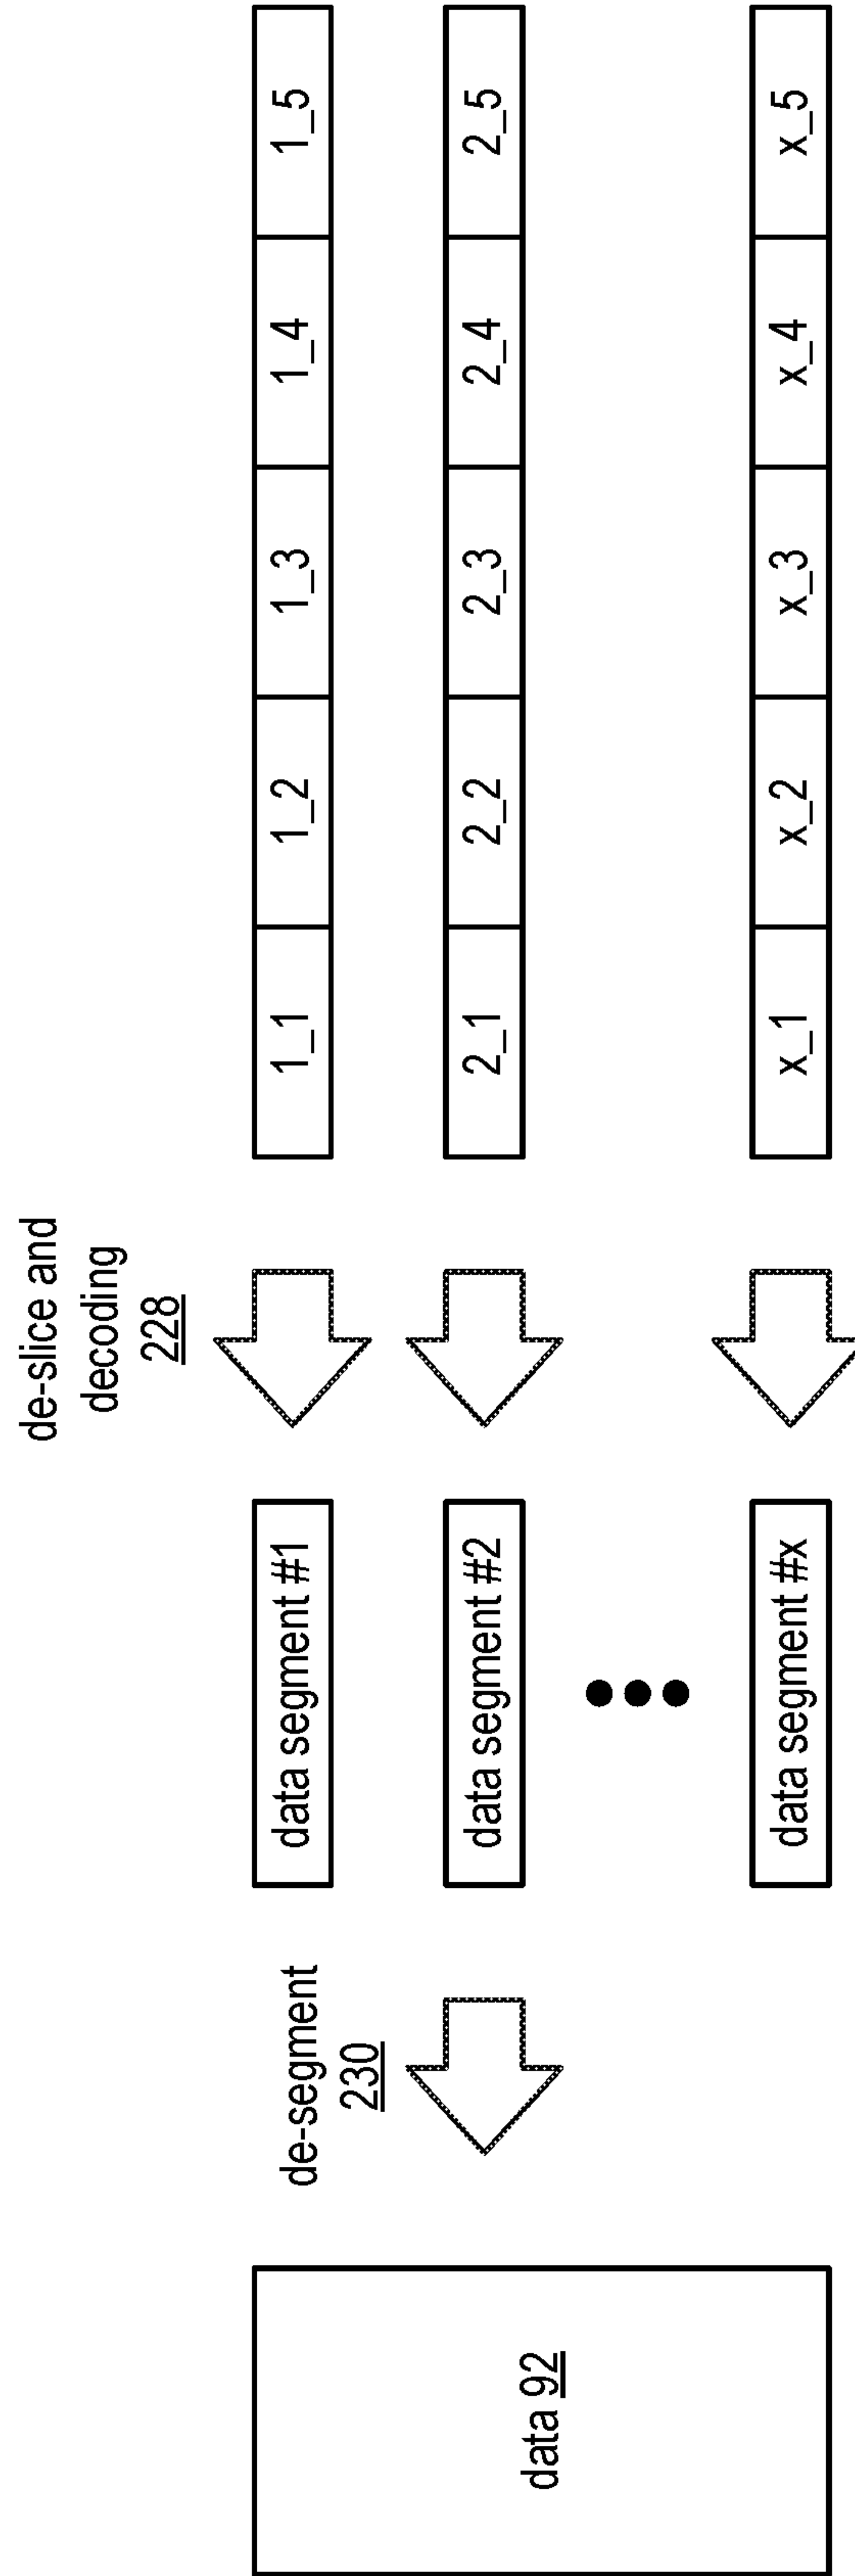 de-slice and
decoding
228
data segment #1
1_1 1_2 1_3 1_4 1_5
de-segment
230
data segment #2
2_1 2_2 2_3 2_4 2_5
data 92
data segment #x
x_1 x_2 x_3 x_4 x_5